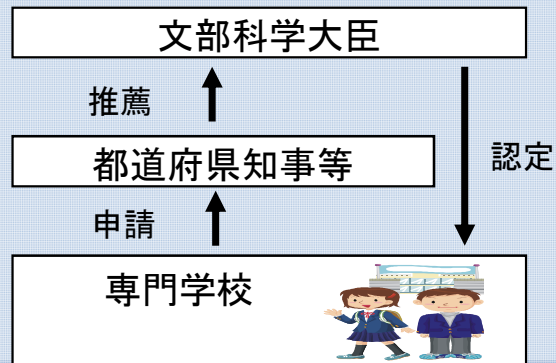 文部科学大臣
推薦
都道府県知事等
認定
申請
専門学校